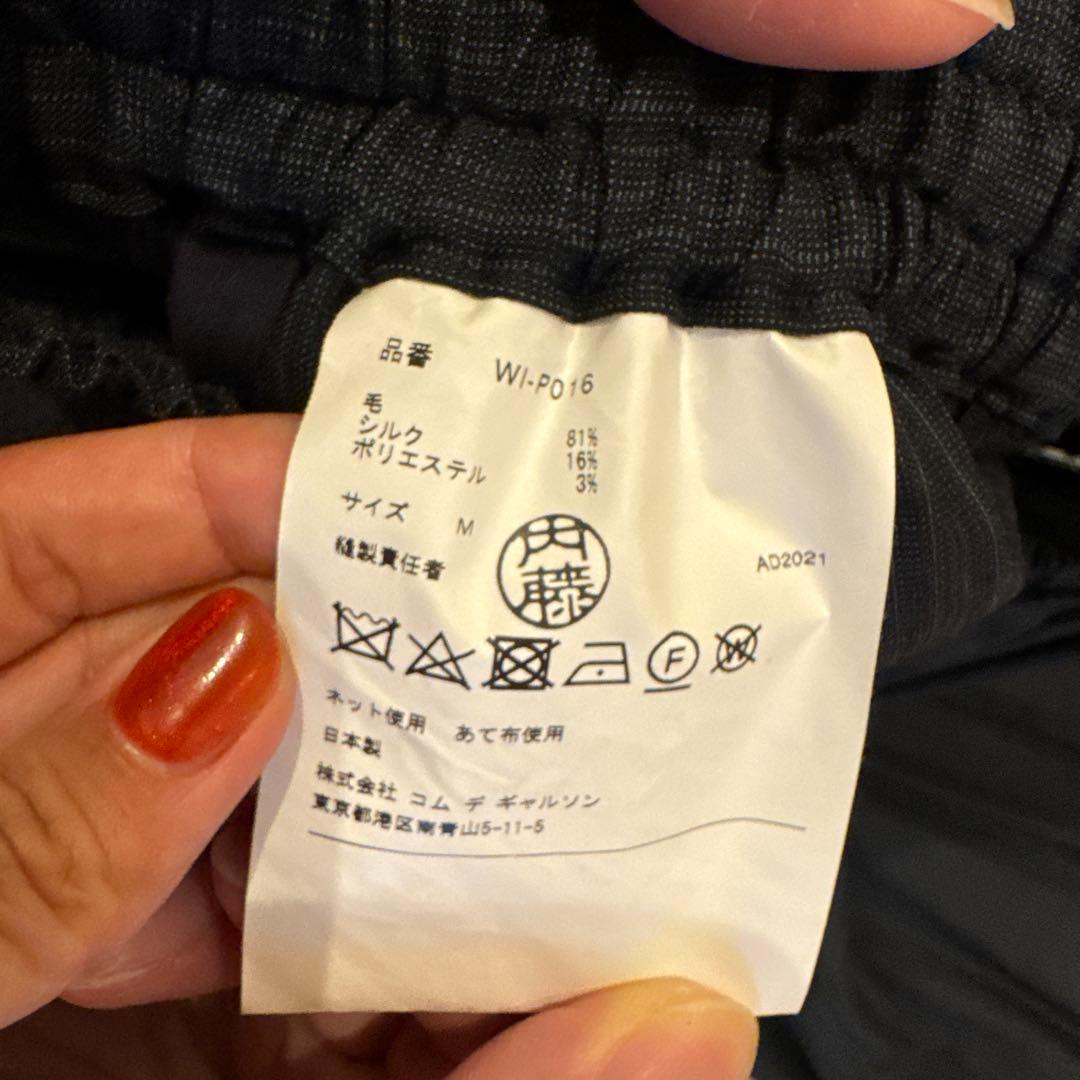 品番 WI-P016
毛 81%
シルク 16%
ポリエステル 3%
サイズ M
縫製責任者 内藤
AD2021
F W
ネット使用 あて布使用
日本製
株式会社 コム デ ギャルソン
東京都港区南青山5-11-5